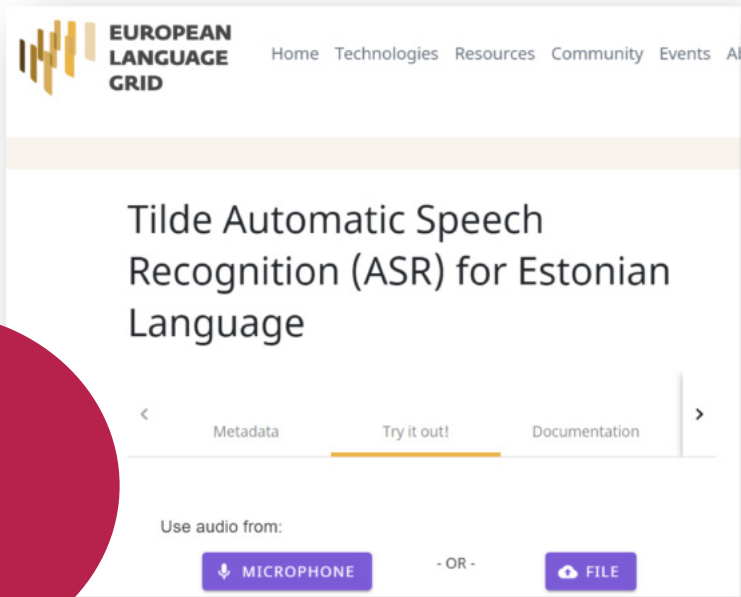 EUROPEAN
LANGUAGE
GRID
Home Technologies Resources Community Events
Tilde Automatic Speech
Recognition (ASR) for Estonian
Language
< Metadata Try it out! Documentation >
Use audio from:
MICROPHONE - OR - FILE